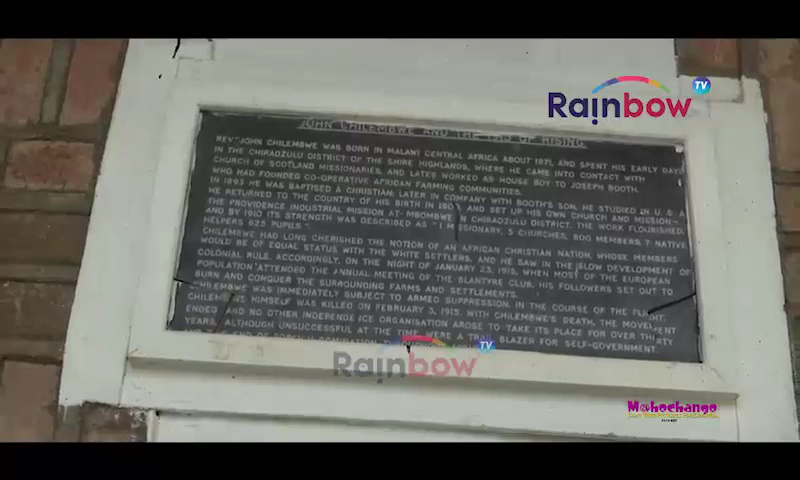 Rainbow TV
JOHN CHILEMBWE AND THE 1915 UP RISING
REV. JOHN CHILEMBWE WAS BORN IN MALAWI CENTRAL AFRICA ABOUT 1871, AND SPENT HIS EARLY DAYS
IN THE CHIRADZULU DISTRICT OF THE SHIRE HIGHLANDS, WHERE HE CAME INTO CONTACT WITH
CHURCH OF SCOTLAND MISSIONARIES, AND LATER WORKED AS HOUSE BOY TO JOSEPH BOOTH.
WHO HAD FOUNDED CO-OPERATIVE AFRICAN FARMING COMMUNITIES.
IN 1893 HE WAS BAPTISED A CHRISTIAN: LATER IN COMPANY WITH BOOTH'S SON, HE STUDIED IN U. S. A
HE RETURNED TO THE COUNTRY OF HIS BIRTH IN AND SET UP HIS OWN CHURCH AND MISSION-
THE PROVIDENCE INDUSTRIAL MISSION AT- MBOMBWE IN CHIRADZULU DISTRICT. THE WORK FLOURISHED,
AND BY 1910 ITS STRENGTH WAS DESCRIBED AS " 1 M SSIONARY, 5 CHURCHES, 800 MEMBERS, 7 NATIVE
HELPERS 625 PUPILS ".
CHILEMBWE HAD LONG CHERISHED THE NOTION OF AN AFRICAN CHRISTIAN NATION, WHOSE MEMBERS
WOULD BE OF EQUAL STATUS WITH THE WHITE SETTLERS, AND HE SAW IN THE SLOW DEVELOPMENT OF
COLONIAL RULE. ACCORDINGLY, ON THE NIGHT OF JANUARY 23, 1915, WHEN MOST OF THE EUROPEAN
POPULATION ATTENDED THE ANNUAL MEETING OF THE BLANTYRE CLUB, HIS FOLLOWERS SET OUT TO
BURN AND CONQUER THE SURROUNDING FARMS AND SETTLEMENTS.
CHILEMBWE WAS IMMEDIATELY SUBJECT TO ARMED SUPPRESSION. IN THE COURSE OF THE FLIGHT,
CHILEMBWE HIMSELF WAS KILLED ON FEBRUARY 3, 1915. WITH CHILEMBWE'S DEATH, THE MOVEMENT
ENDED AND NO OTHER INDEPENDE ICE ORGANISATION AROSE TO TAKE ITS PLACE FOR OVER THIRTY
YEARS. ALTHOUGH UNSUCCESSFUL AT THE TIME, WERE A TRAIL BLAZER FOR SELF-GOVERNMENT.
Rainbow TV
Mahochango